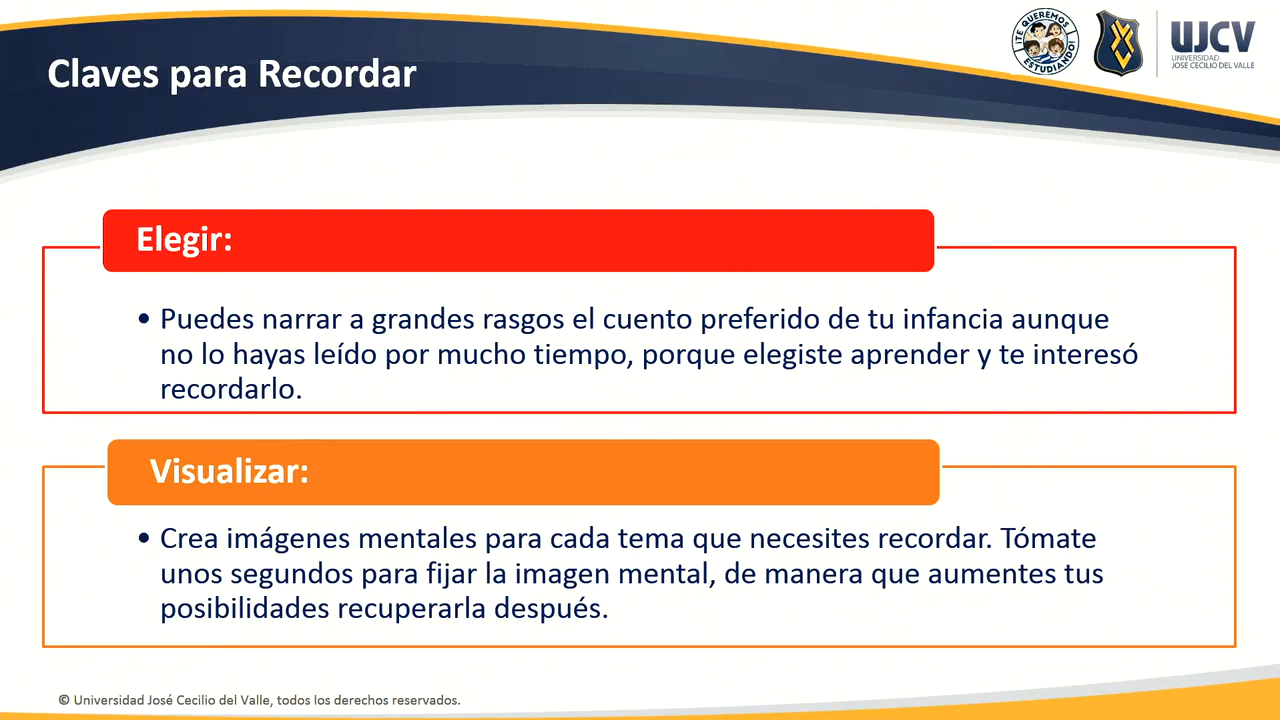 Claves para Recordar
¡TE QUEREMOS
ESTUDIANDO!
UJCV
UNIVERSIDAD
JOSÉ CECILIO DEL VALLE
Elegir:
• Puedes narrar a grandes rasgos el cuento preferido de tu infancia aunque
no lo hayas leído por mucho tiempo, porque elegiste aprender y te interesó
recordarlo.
Visualizar:
• Crea imágenes mentales para cada tema que necesites recordar. Tómate
unos segundos para fijar la imagen mental, de manera que aumentes tus
posibilidades recuperarla después.
© Universidad José Cecilio del Valle, todos los derechos reservados.